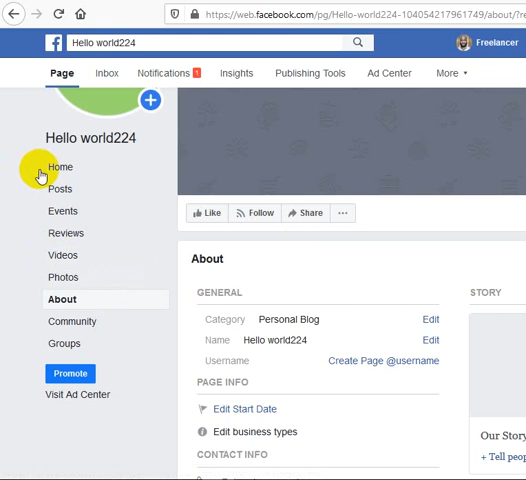 https://web.facebook.com/pg/Hello-world224-104054217961749/about/?re
Hello world224
Freelancer
Page Inbox Notifications 1 Insights Publishing Tools Ad Center More
Hello world224
Home
Posts
Events
Reviews
Videos
Photos
About
Community
Groups
Promote
Visit Ad Center
Like Follow Share ...
About
GENERAL
Category Personal Blog Edit
Name Hello world224 Edit
Username Create Page @username
PAGE INFO
Edit Start Date
Edit business types
CONTACT INFO
STORY
Our Story
+ Tell peop